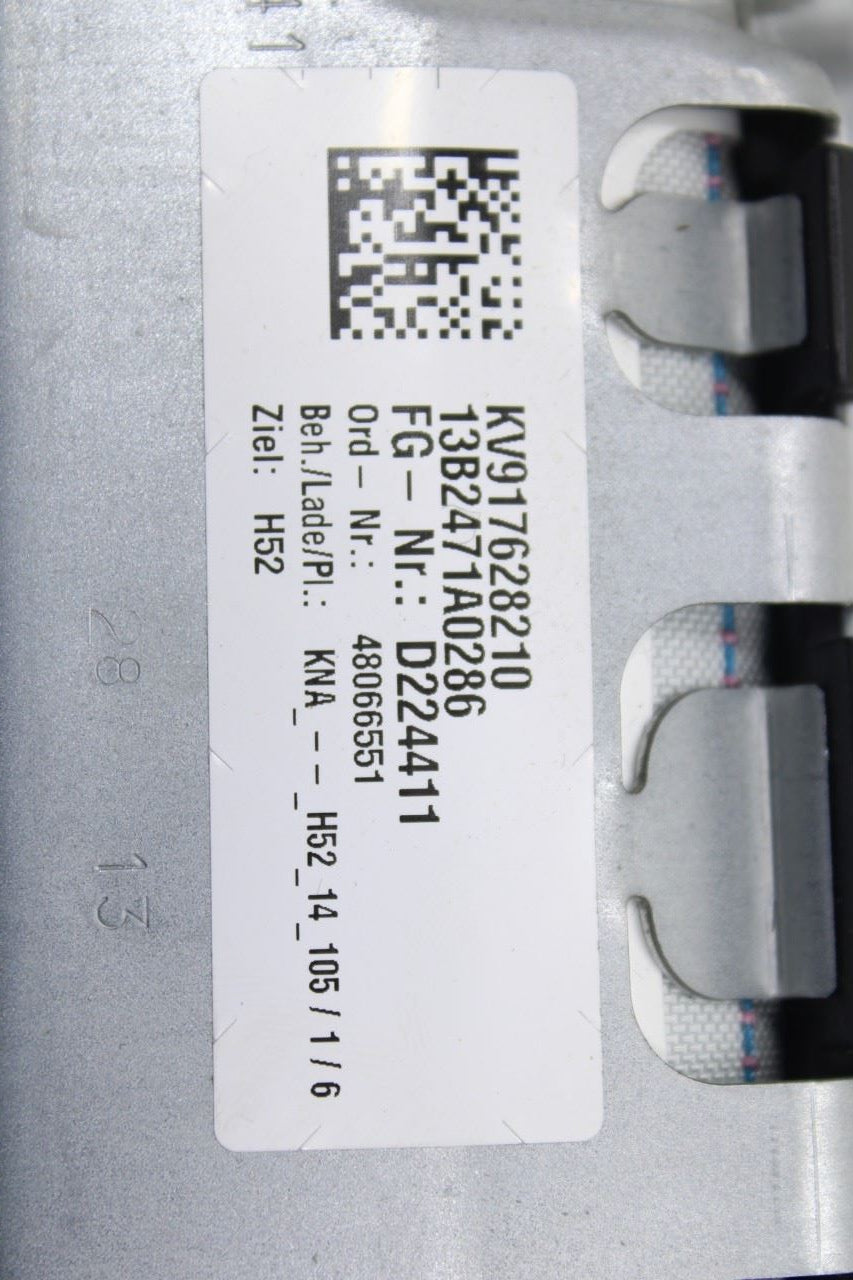 KV917628210
13B2471A0286
FG - Nr.: D224411
Ord - Nr.: 48066551
Beh./Lade/Pl.: KNA_--_H52_14_105 / 1 / 6
Ziel: H52
28 13